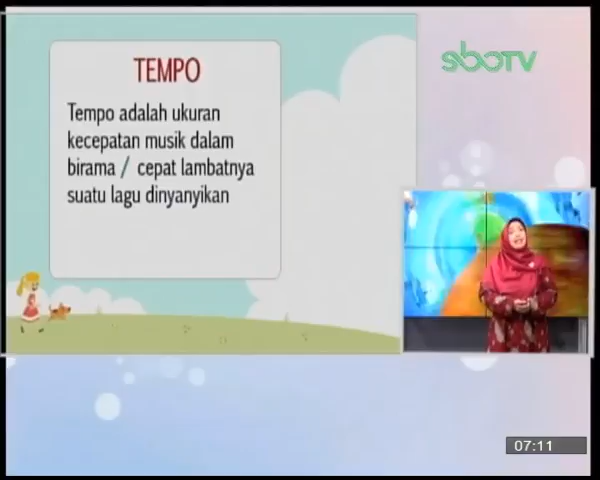 TEMPO
Tempo adalah ukuran
kecepatan musik dalam
birama / cepat lambatnya
suatu lagu dinyanyikan
sboTV
07:11